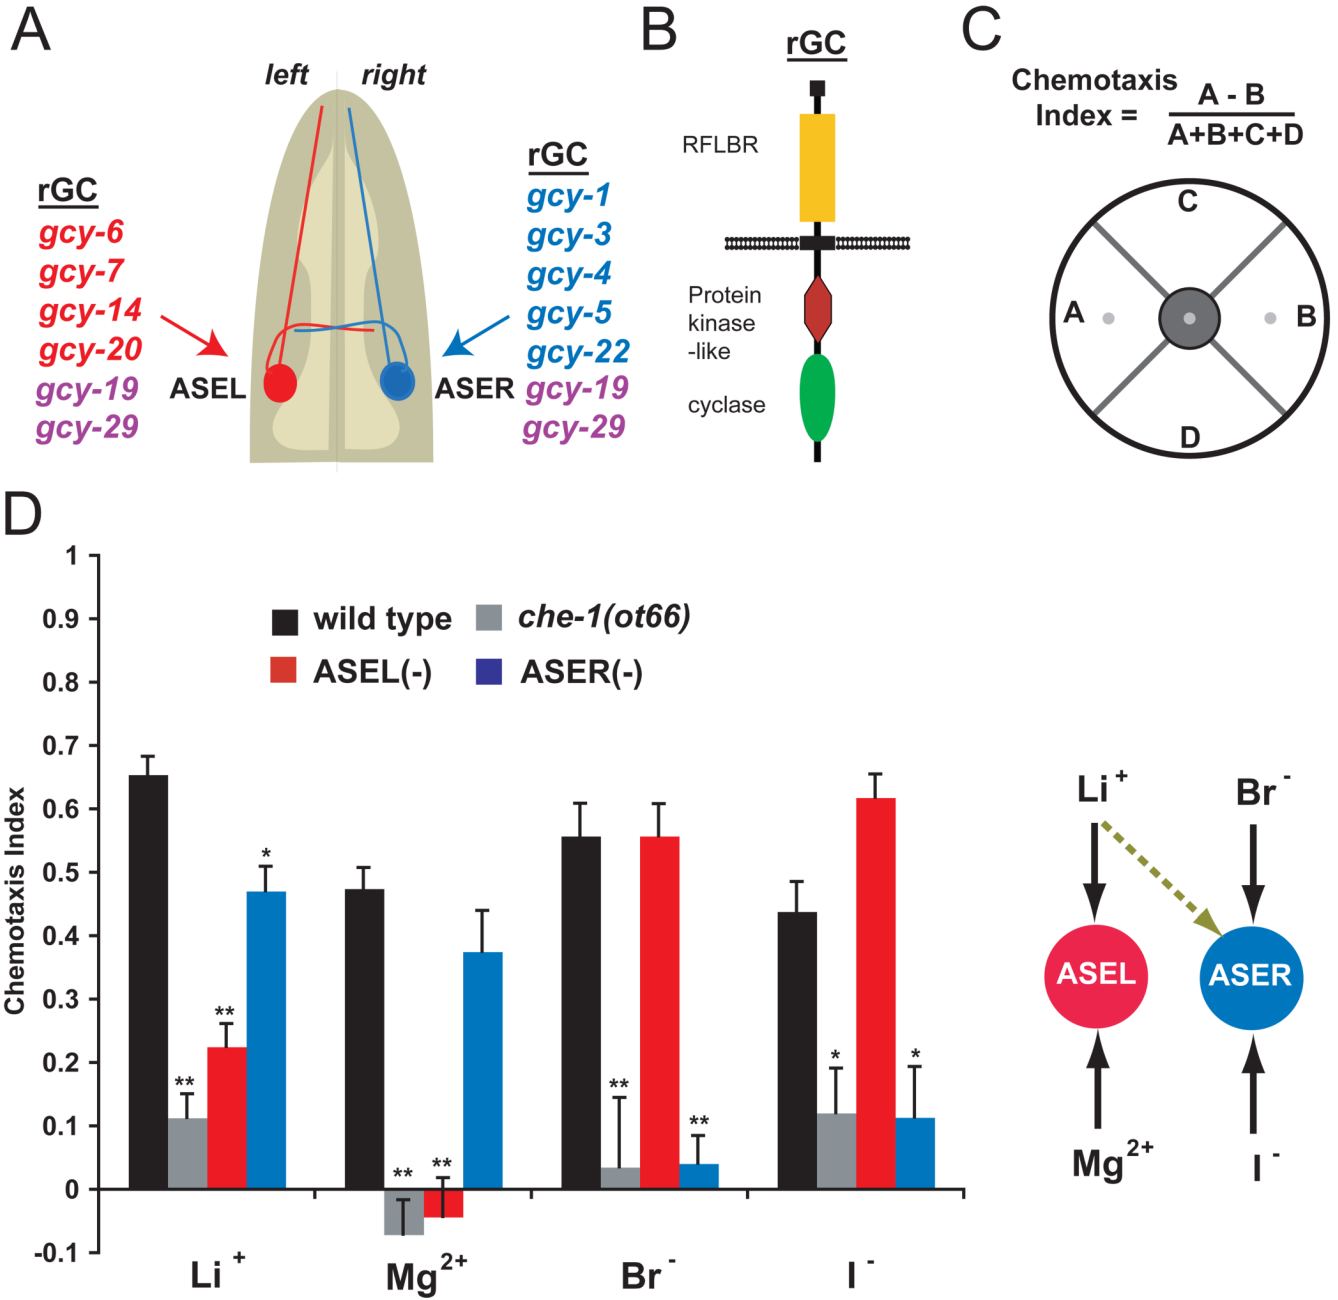 A
left right
rGC
gcy-6
gcy-7
gcy-14
gcy-20
gcy-19
gcy-29
ASEL
ASER
rGC
gcy-1
gcy-3
gcy-4
gcy-5
gcy-22
gcy-19
gcy-29
B
rGC
RFLBR
Protein
kinase
-like
cyclase
C
Chemotaxis
Index =
A - B
A+B+C+D
C
A
B
D
D
Chemotaxis Index
1
0.9
0.8
0.7
0.6
0.5
0.4
0.3
0.2
0.1
0
-0.1
wild type
che-1(ot66)
ASEL(-)
ASER(-)
**
**
*
**
**
**
**
*
*
Li+
Mg2+
Br-
I-
Li+
Br-
ASEL
ASER
Mg2+
I-